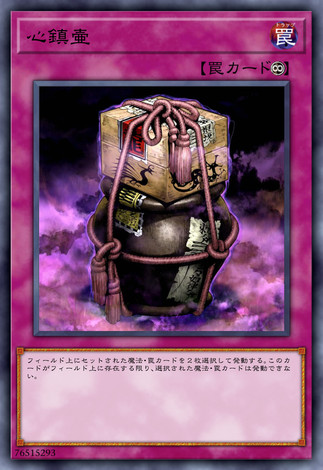 心鎮壷
トラップ
罠
【罠カード】
フィールド上にセットされた魔法・罠カードを２枚選択して発動する。このカ
ードがフィールド上に存在する限り、選択された魔法・罠カードは発動できな
い。
76515293